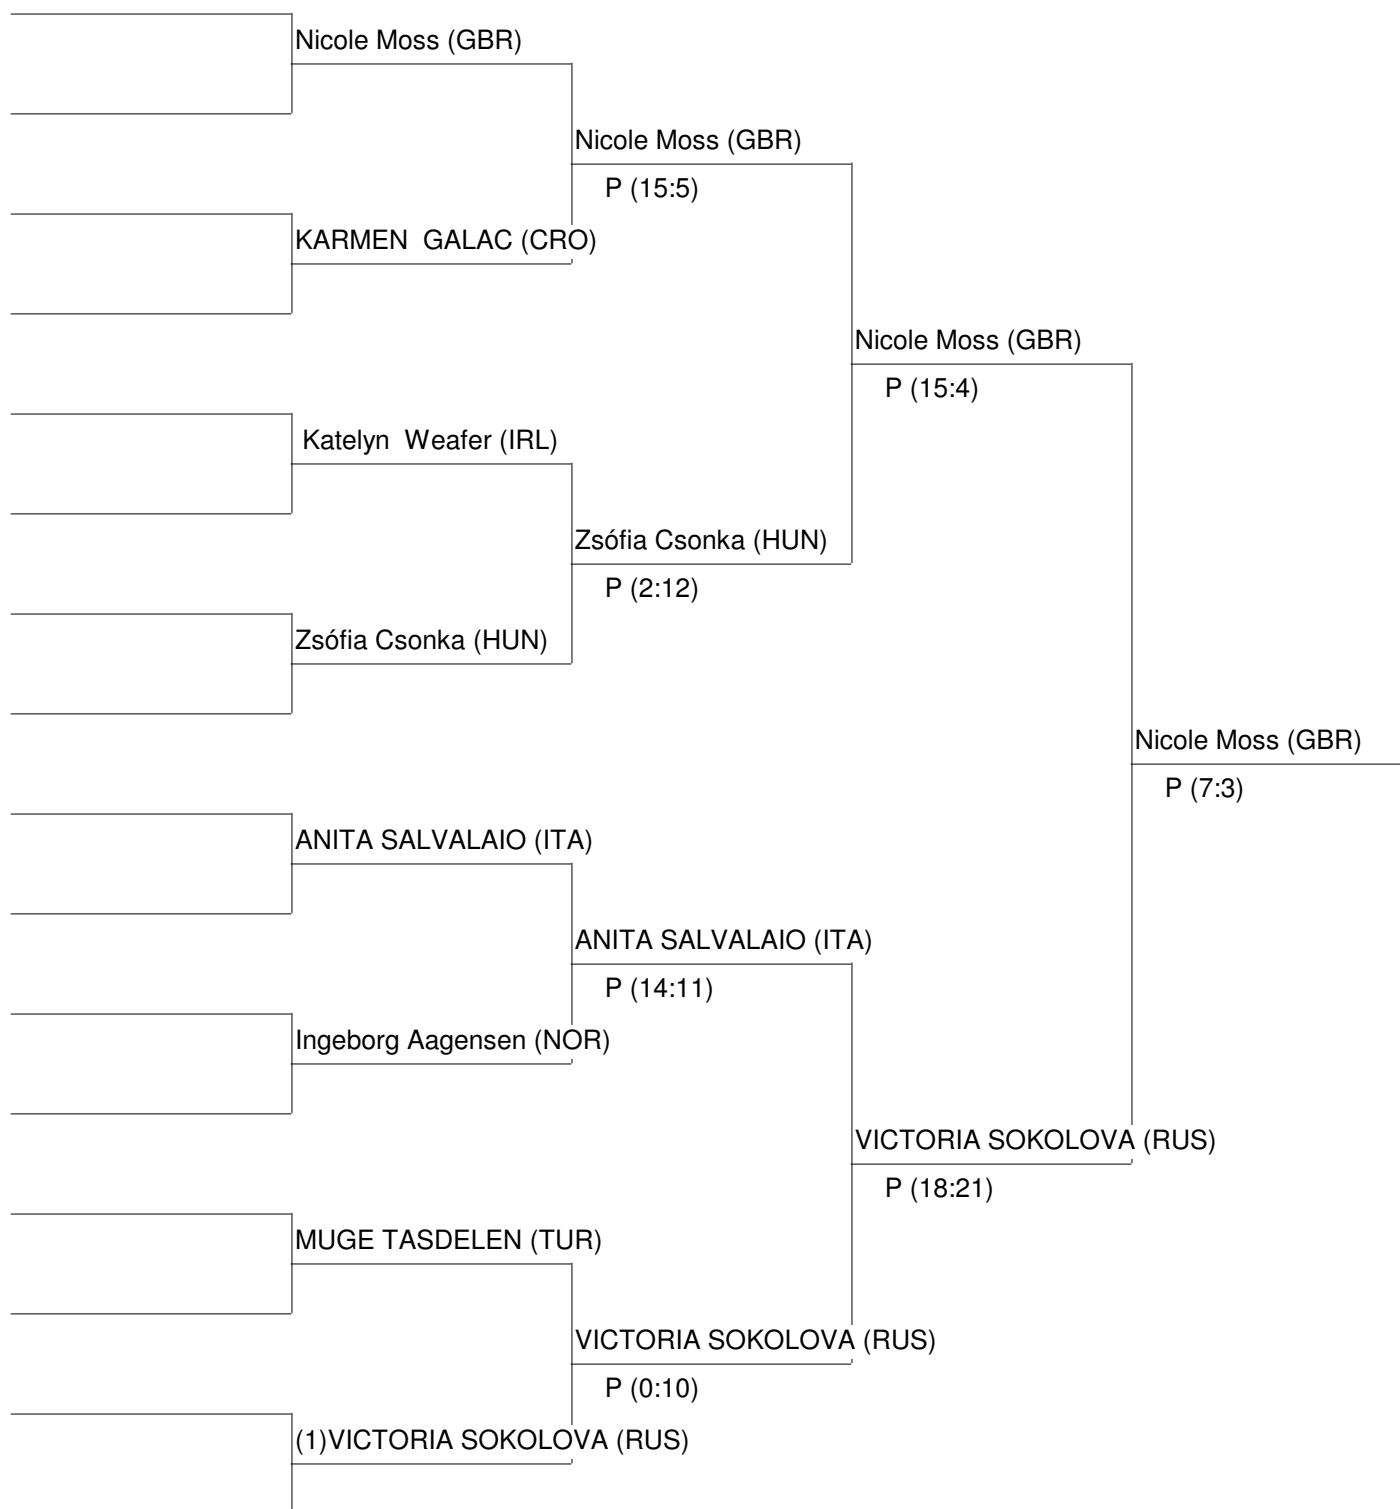 Nicole Moss (GBR)
Nicole Moss (GBR)
P (15:5)
KARMEN  GALAC (CRO)
Nicole Moss (GBR)
P (15:4)
Katelyn  Weafer (IRL)
Zsófia Csonka (HUN)
P (2:12)
Zsófia Csonka (HUN)
Nicole Moss (GBR)
P (7:3)
ANITA SALVALAIO (ITA)
ANITA SALVALAIO (ITA)
P (14:11)
Ingeborg Aagensen (NOR)
VICTORIA SOKOLOVA (RUS)
P (18:21)
MUGE TASDELEN (TUR)
VICTORIA SOKOLOVA (RUS)
P (0:10)
(1)VICTORIA SOKOLOVA (RUS)